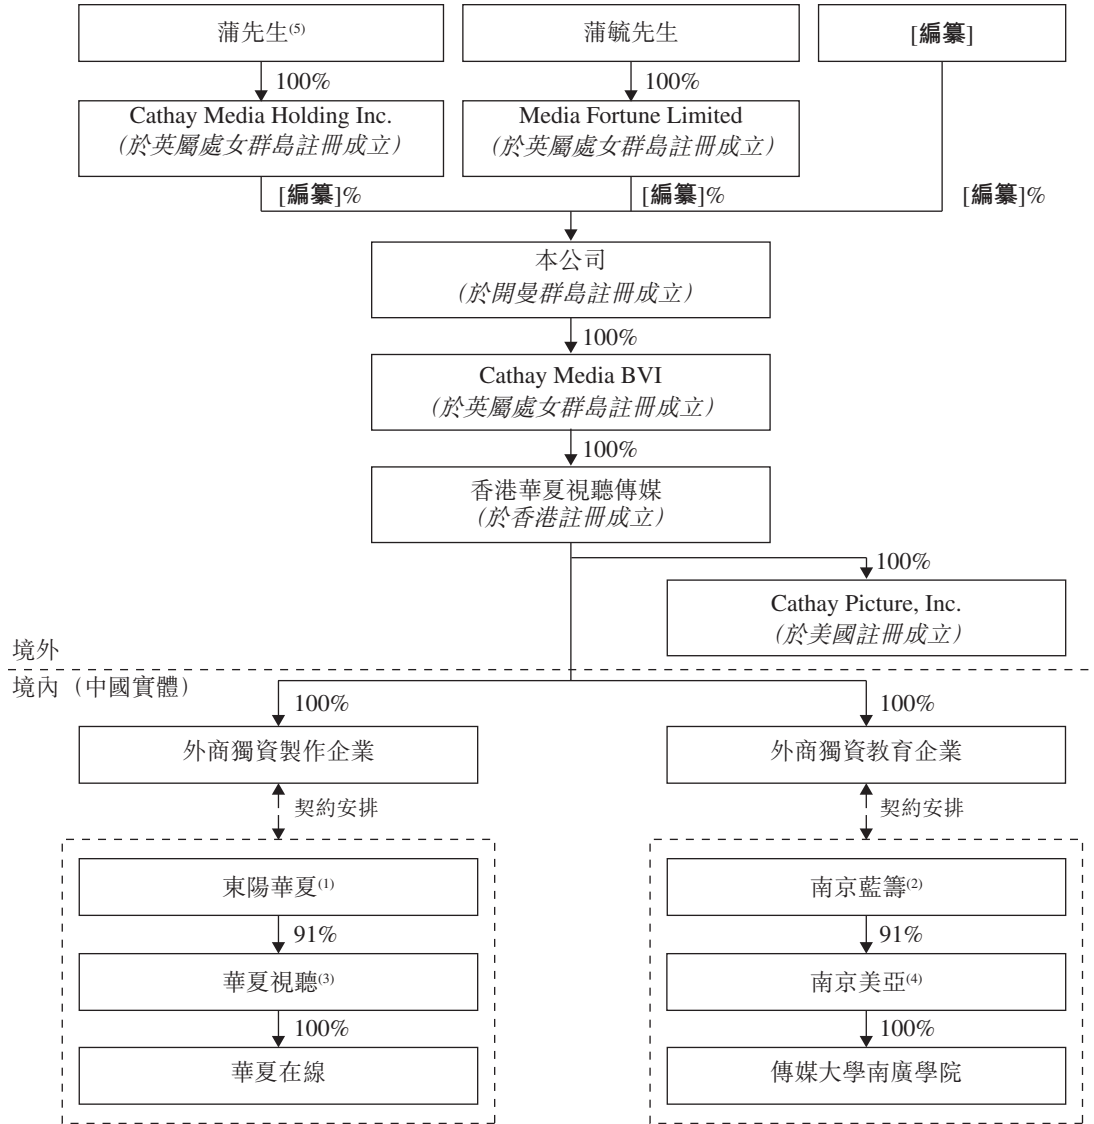 蒲先生(5)
蒲毓先生
[編纂]
100%
100%
Cathay Media Holding Inc.
(於英屬處女群島註冊成立)
Media Fortune Limited
(於英屬處女群島註冊成立)
[編纂]%
[編纂]%
[編纂]%
本公司
(於開曼群島註冊成立)
100%
Cathay Media BVI
(於英屬處女群島註冊成立)
100%
香港華夏視聽傳媒
(於香港註冊成立)
100%
Cathay Picture, Inc.
(於美國註冊成立)
境外
境內(中國實體)
100%
100%
外商獨資製作企業
外商獨資教育企業
契約安排
契約安排
東陽華夏(1)
南京藍籌(2)
91%
91%
華夏視聽(3)
南京美亞(4)
100%
100%
華夏在線
傳媒大學南廣學院